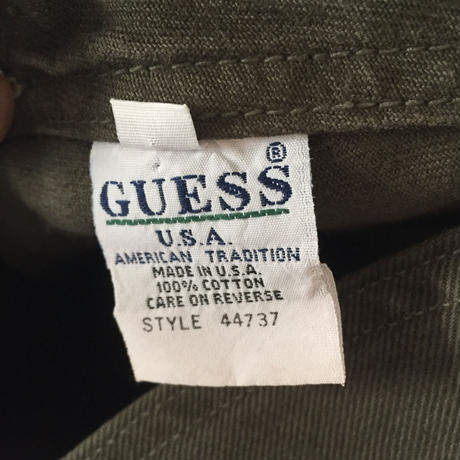 GUESS®
U.S.A.
AMERICAN TRADITION
MADE IN U.S.A.
100% COTTON
CARE ON REVERSE
STYLE 44737